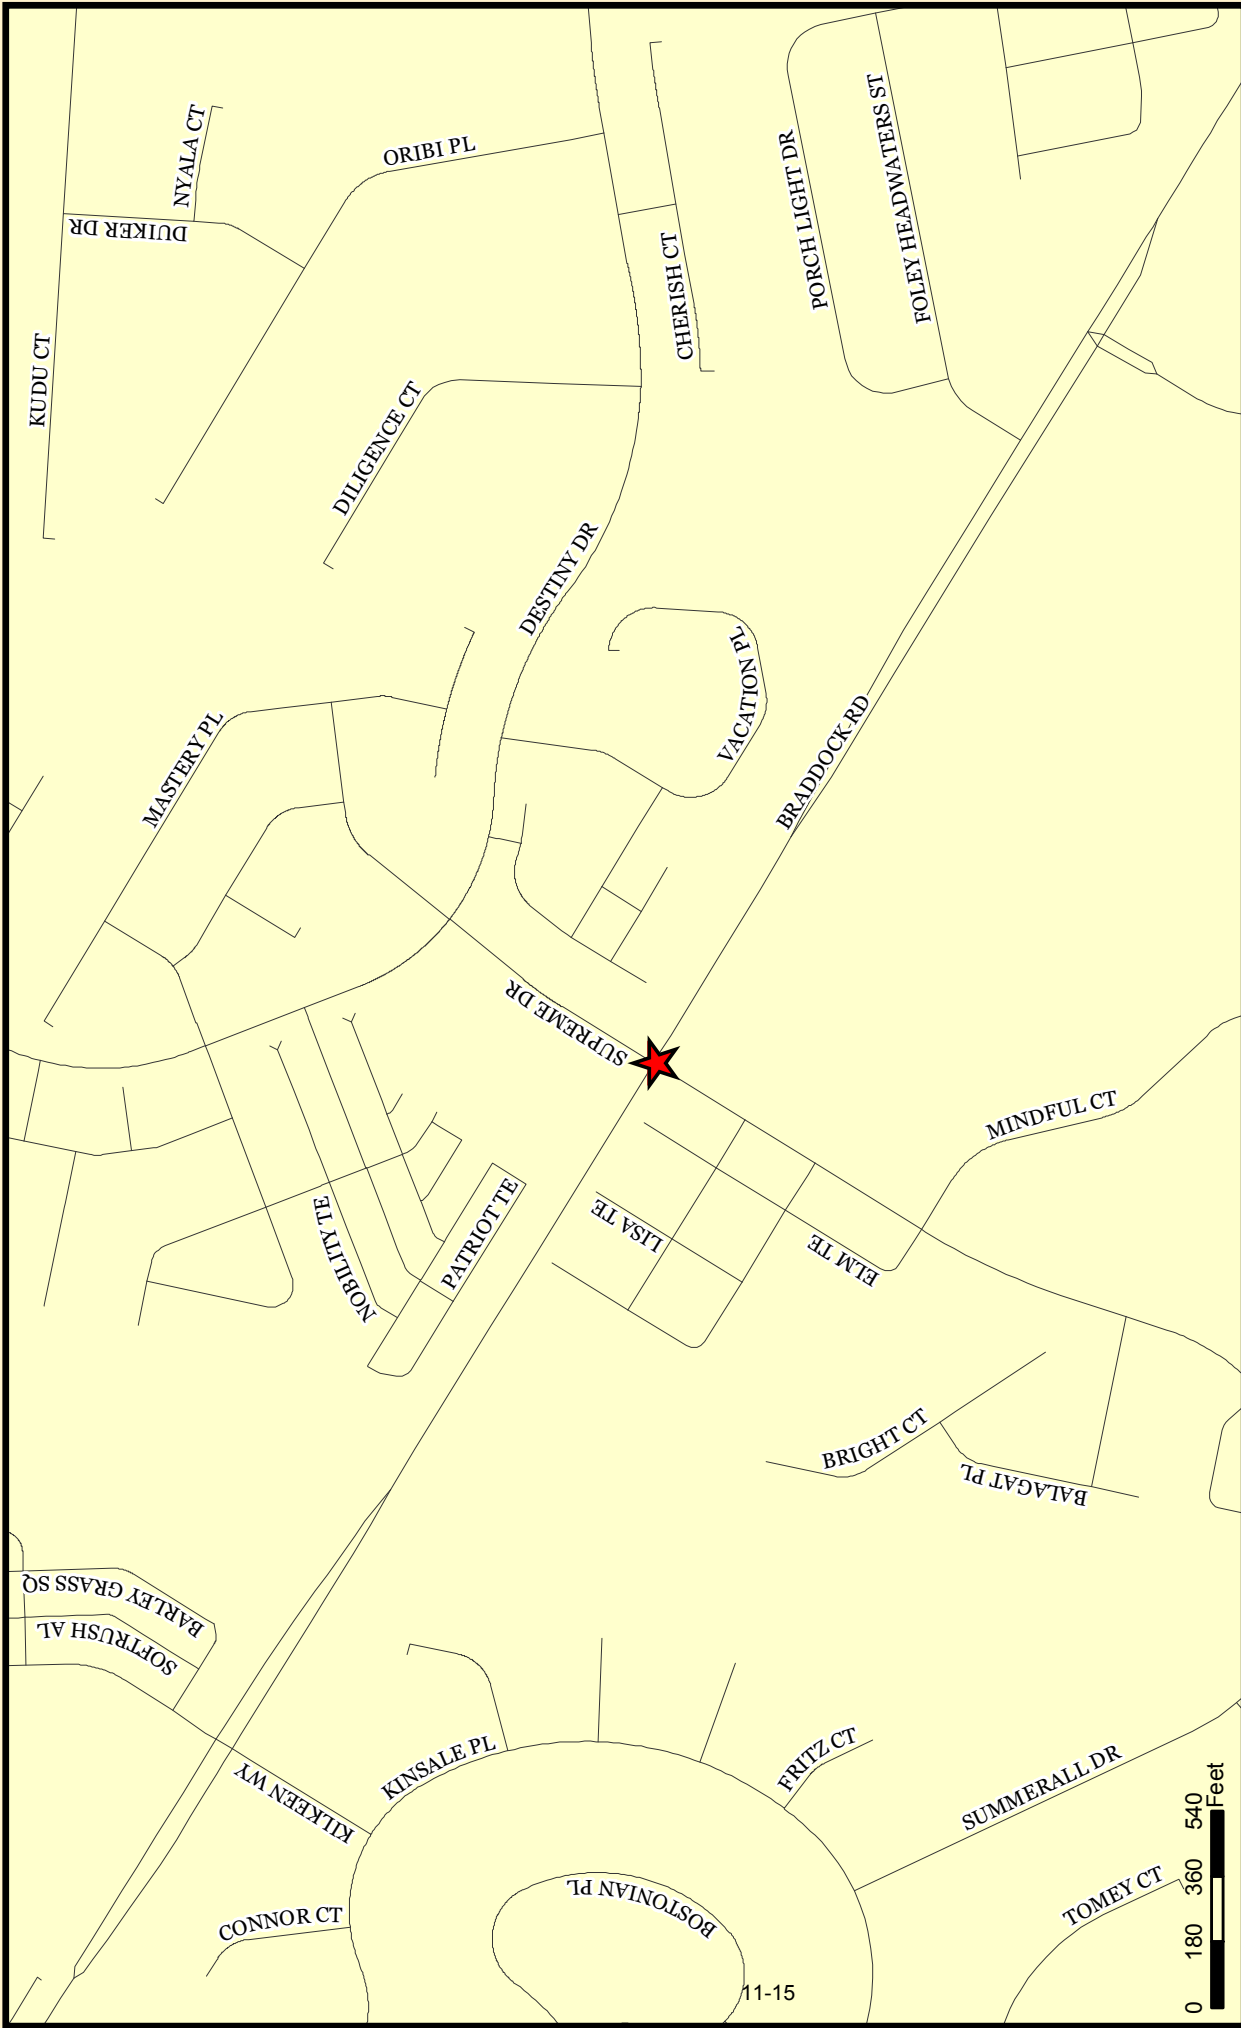 NYALA CT
ORIBI PL
DUIKER DR
KUDU CT
CHERISH CT
PORCH LIGHT DR
FOLEY HEADWATERS ST
DILIGENCE CT
DESTINY DR
VACATION PL
MASTERY PL
BRADDOCK RD
SUPREME DR
MINDFUL CT
NOBILITY TE
PATRIOT TE
LISA TE
ELM TE
BRIGHT CT
BALAGAT PL
BARLEY GRASS SQ
SOFTRUSH AL
KINSALE PL
KILKEEN WY
FRITZ CT
SUMMERALL DR
CONNOR CT
BOSTONIAN PL
TOMEY CT
11-15
0 180 360 540
Feet